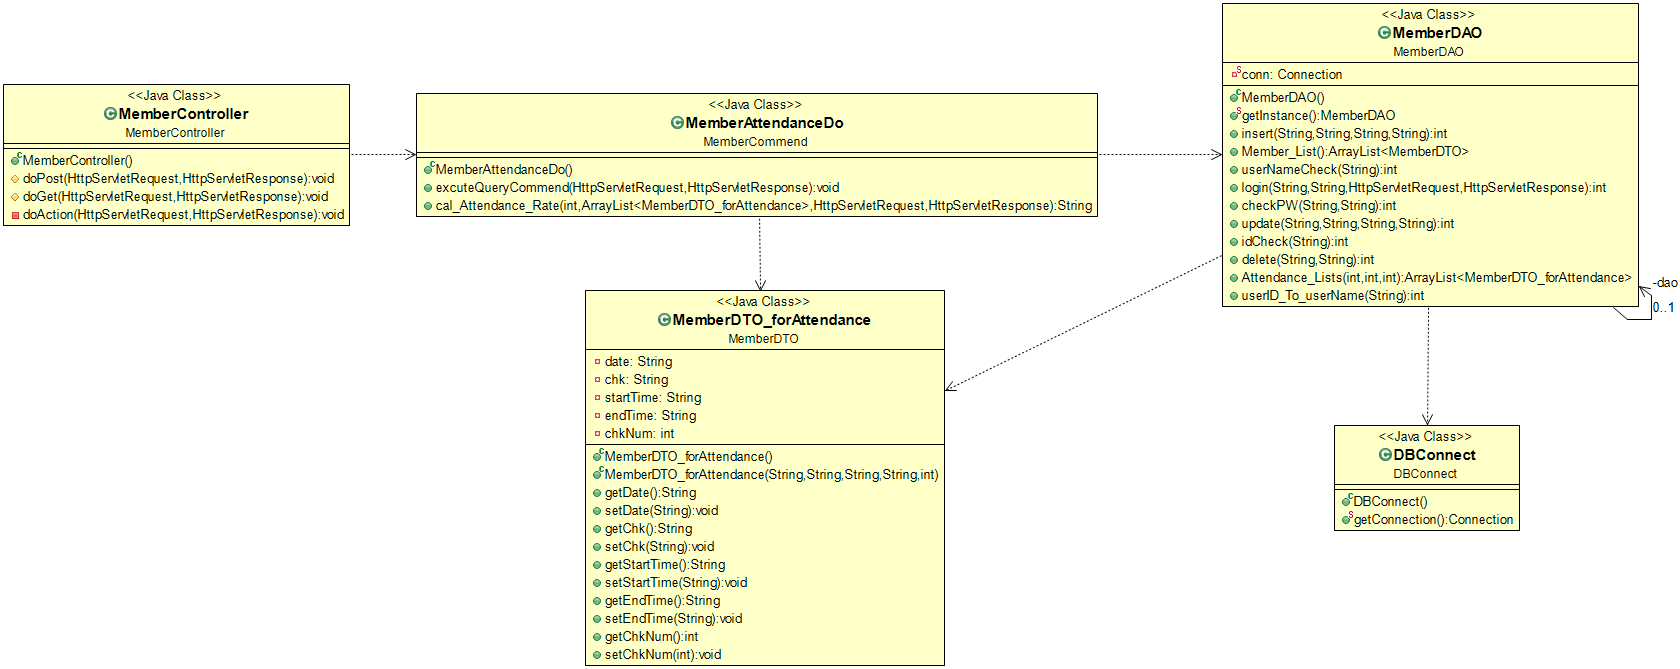 <<Java Class>>
MemberController
MemberController
MemberController()
doPost(HttpServletRequest,HttpServletResponse):void
doGet(HttpServletRequest,HttpServletResponse):void
doAction(HttpServletRequest,HttpServletResponse):void
<<Java Class>>
MemberAttendanceDo
MemberCommend
MemberAttendanceDo()
excuteQueryCommend(HttpServletRequest,HttpServletResponse):void
cal_Attendance_Rate(int,ArrayList<MemberDTO_forAttendance>,HttpServletRequest,HttpServletResponse):String
<<Java Class>>
MemberDAO
MemberDAO
conn: Connection
MemberDAO()
getInstance():MemberDAO
insert(String,String,String,String):int
Member_List():ArrayList<MemberDTO>
userNameCheck(String):int
login(String,String,HttpServletRequest,HttpServletResponse):int
checkPW(String,String):int
update(String,String,String,String):int
idCheck(String):int
delete(String,String):int
Attendance_Lists(int,int,int):ArrayList<MemberDTO_forAttendance>
userID_To_userName(String):int
-dao
0..1
<<Java Class>>
MemberDTO_forAttendance
MemberDTO
date: String
chk: String
startTime: String
endTime: String
chkNum: int
MemberDTO_forAttendance()
MemberDTO_forAttendance(String,String,String,String,int)
getDate():String
setDate(String):void
getChk():String
setChk(String):void
getStartTime():String
setStartTime(String):void
getEndTime():String
setEndTime(String):void
getChkNum():int
setChkNum(int):void
<<Java Class>>
DBConnect
DBConnect
DBConnect()
getConnection():Connection